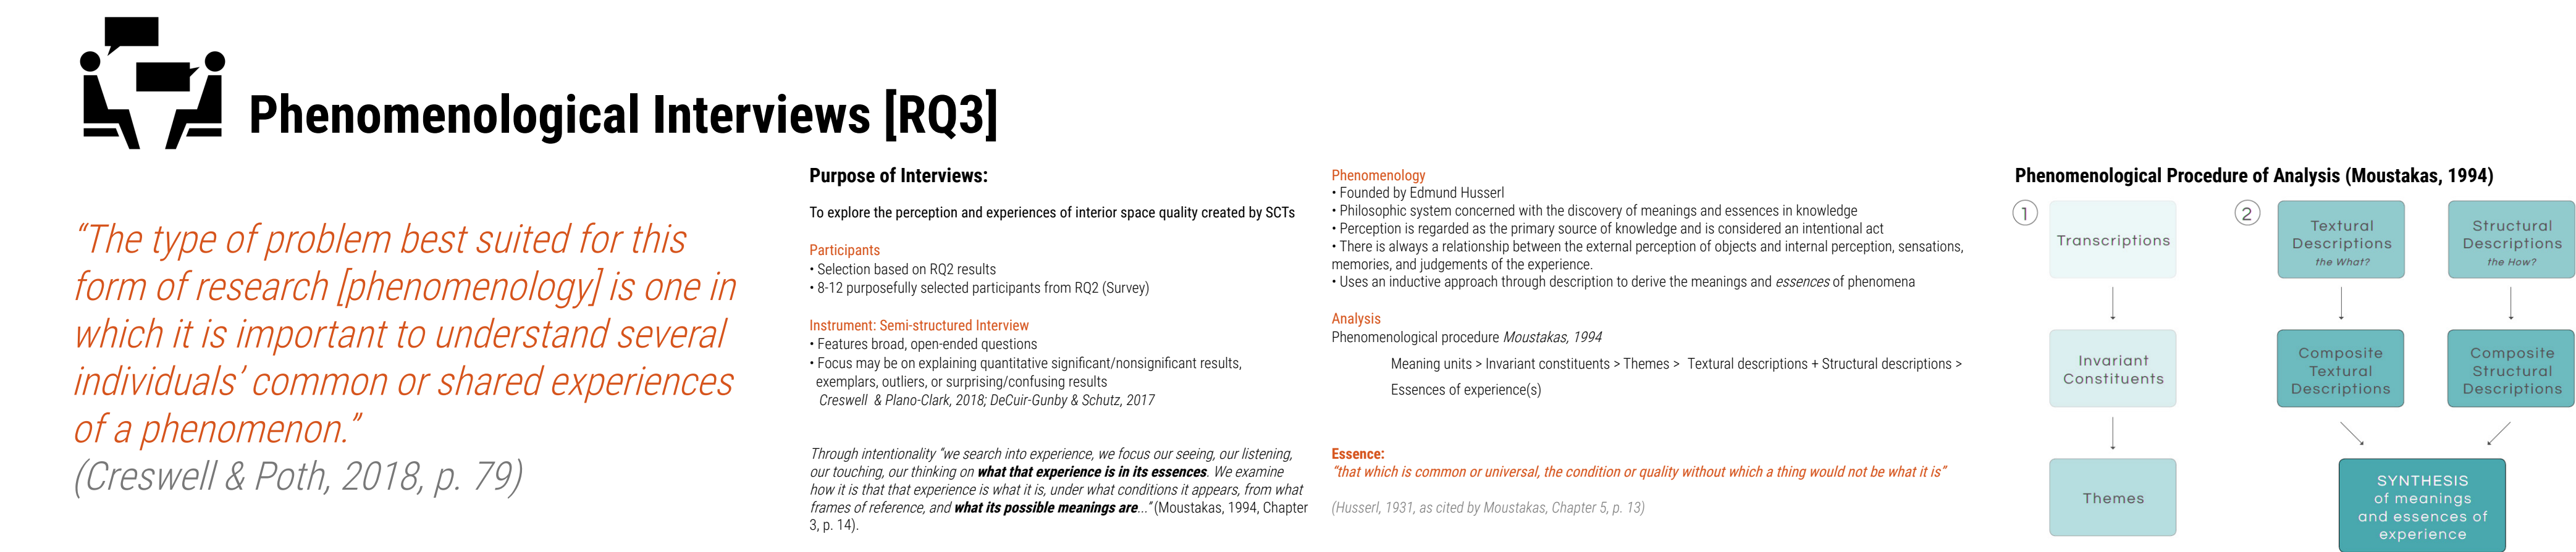 Phenomenological Interviews [RQ3]
“The type of problem best suited for this
form of research [phenomenology] is one in
which it is important to understand several
individuals’ common or shared experiences
of a phenomenon.”
(Creswell & Poth, 2018, p. 79)
Purpose of Interviews:
To explore the perception and experiences of interior space quality created by SCTs
Participants
• Selection based on RQ2 results
• 8-12 purposefully selected participants from RQ2 (Survey)
Instrument: Semi-structured Interview
• Features broad, open-ended questions
• Focus may be on explaining quantitative significant/nonsignificant results,
exemplars, outliers, or surprising/confusing results
Creswell & Plano-Clark, 2018; DeCuir-Gunby & Schutz, 2017
Through intentionality “we search into experience, we focus our seeing, our listening,
our touching, our thinking on what that experience is in its essences. We examine
how it is that that experience is what it is, under what conditions it appears, from what
frames of reference, and what its possible meanings are...” (Moustakas, 1994, Chapter
3, p. 14).
Phenomenology
• Founded by Edmund Husserl
• Philosophic system concerned with the discovery of meanings and essences in knowledge
• Perception is regarded as the primary source of knowledge and is considered an intentional act
• There is always a relationship between the external perception of objects and internal perception, sensations,
memories, and judgements of the experience.
• Uses an inductive approach through description to derive the meanings and essences of phenomena
Analysis
Phenomenological procedure Moustakas, 1994
Meaning units > Invariant constituents > Themes > Textural descriptions + Structural descriptions >
Essences of experience(s)
Essence:
“that which is common or universal, the condition or quality without which a thing would not be what it is”
(Husserl, 1931, as cited by Moustakas, Chapter 5, p. 13)
Phenomenological Procedure of Analysis (Moustakas, 1994)
1
Transcriptions
Invariant
Constituents
Themes
2
Textural
Descriptions
the What?
Structural
Descriptions
the How?
Composite
Textural
Descriptions
Composite
Structural
Descriptions
SYNTHESIS
of meanings
and essences of
experience